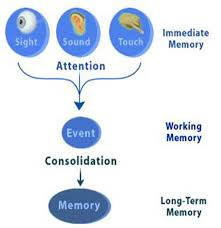 Sight Sound Touch
Immediate
Memory
Attention
Event
Working
Memory
Consolidation
Memory
Long-Term
Memory